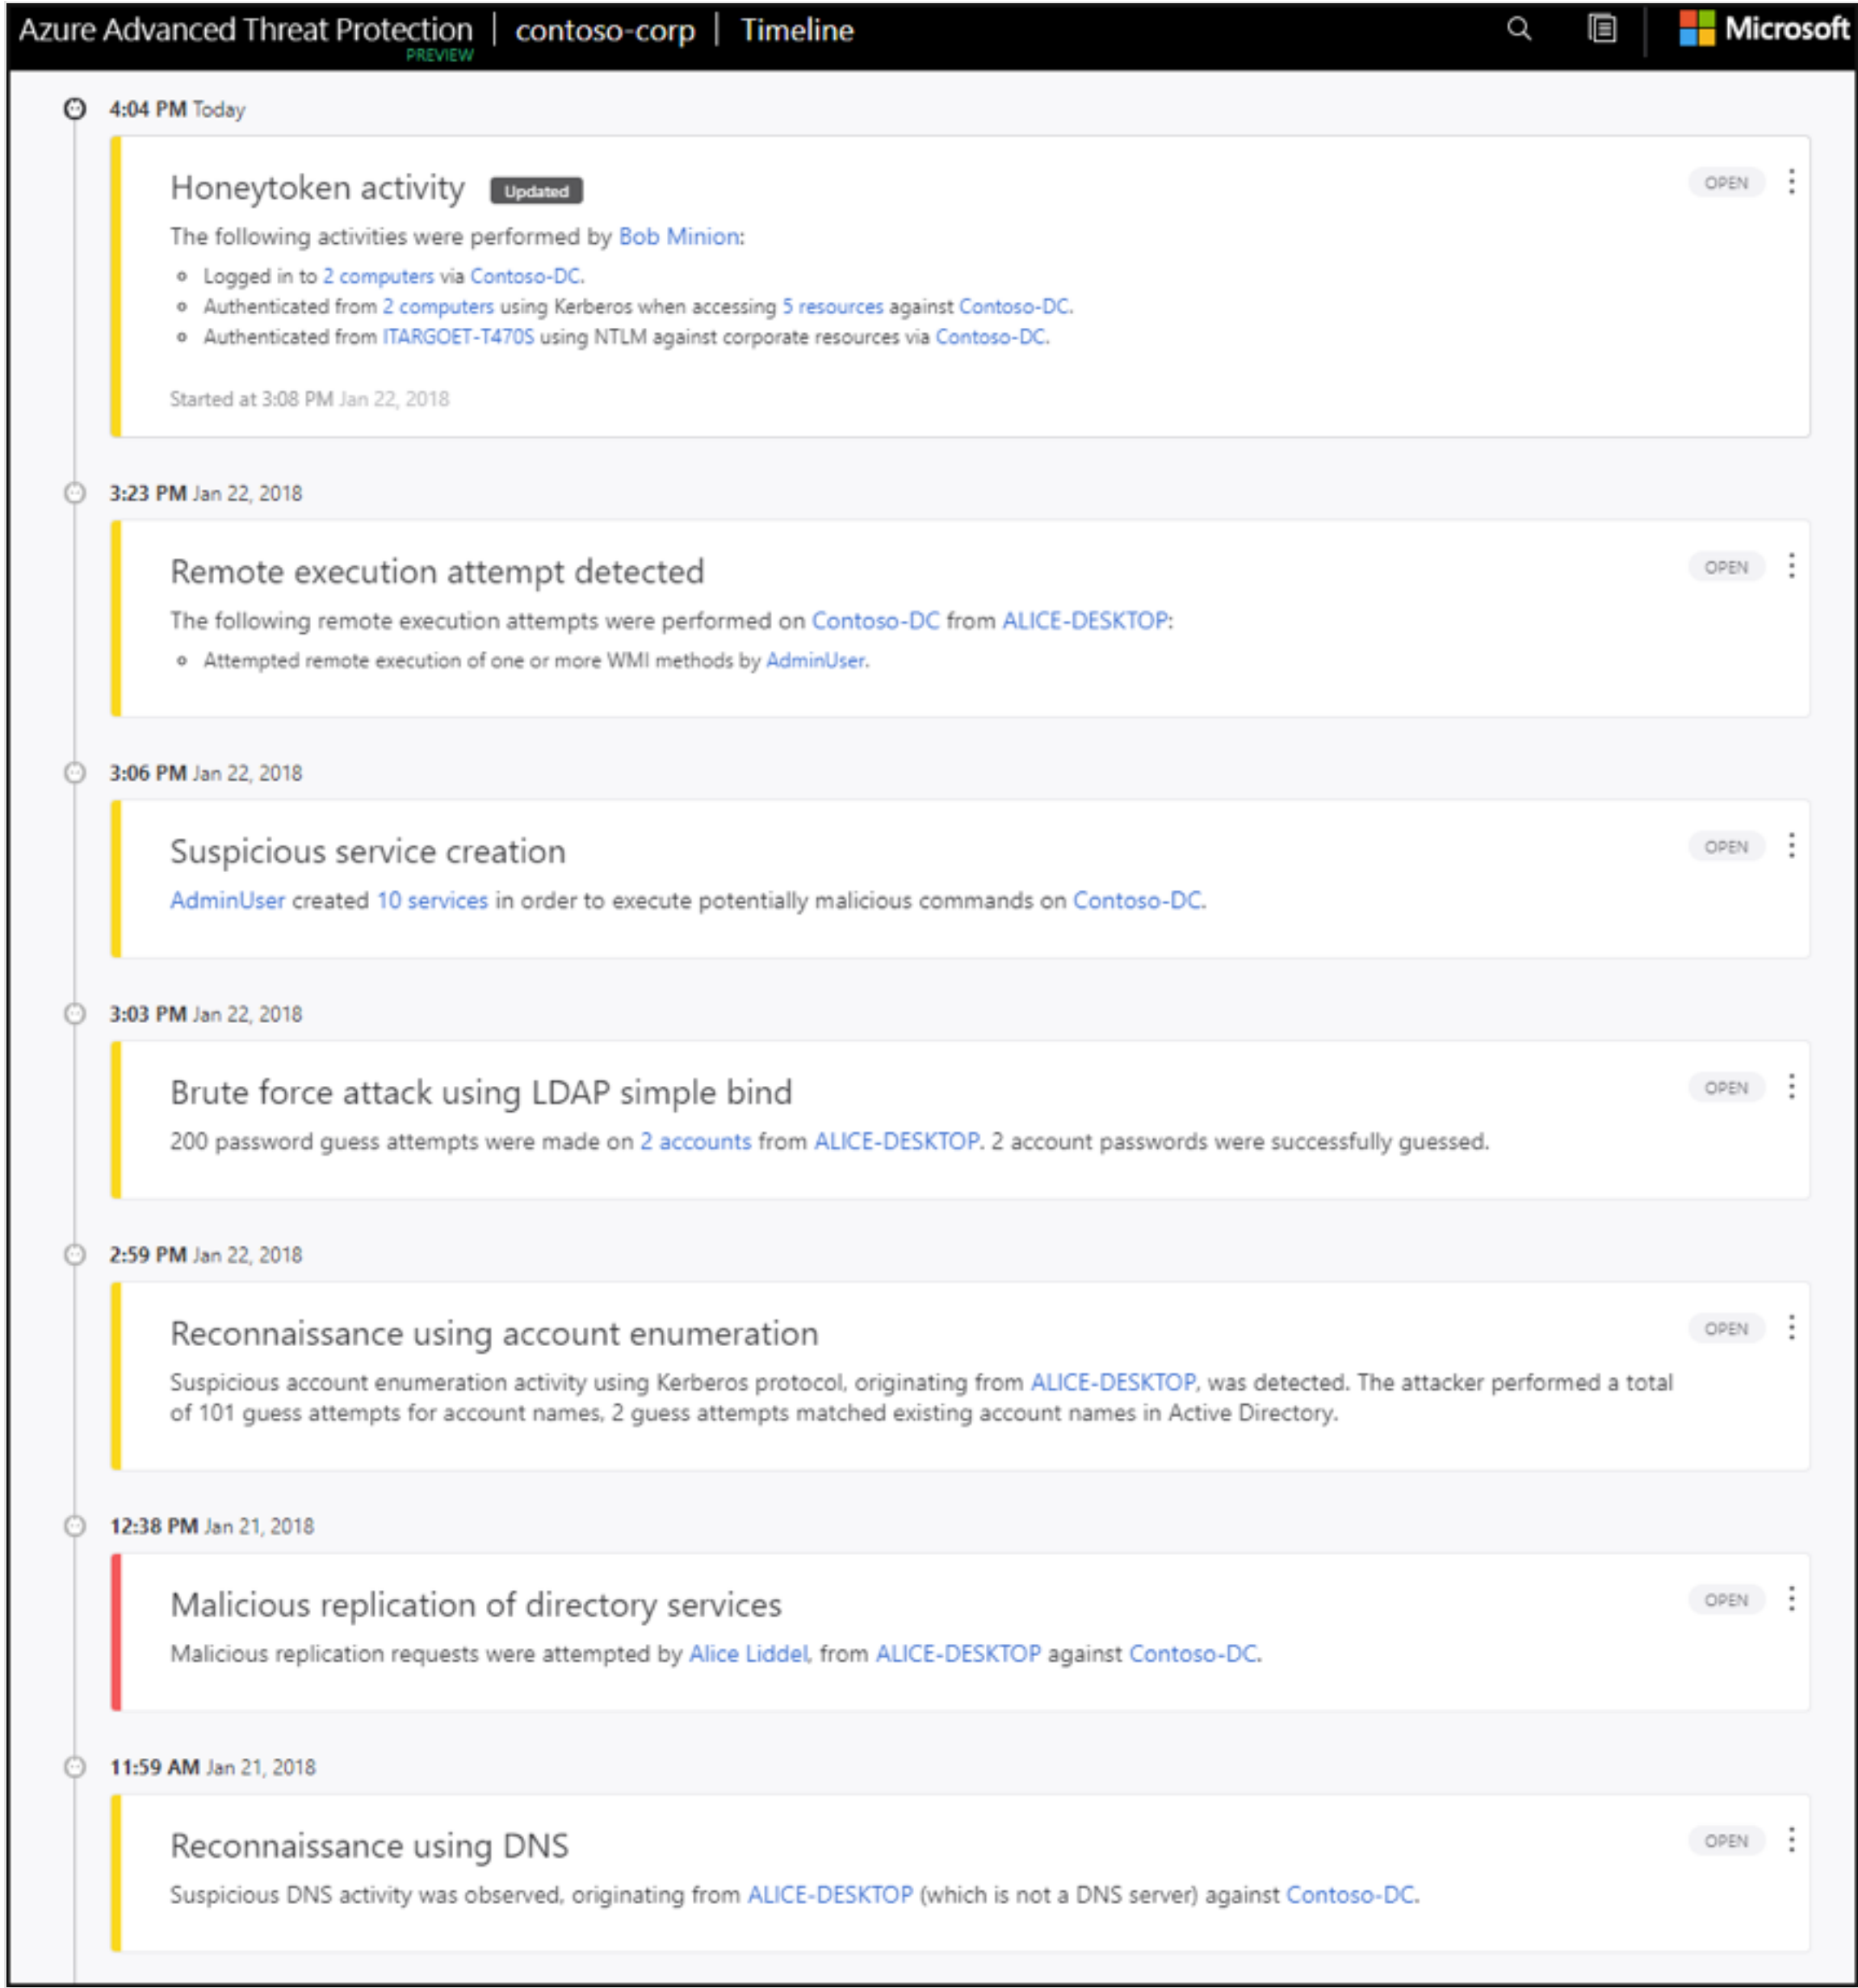 Azure Advanced Threat Protection | contoso-corp | Timeline
PREVIEW
Microsoft
4:04 PM Today
Honeytoken activity Updated
OPEN
The following activities were performed by Bob Minion:
Logged in to 2 computers via Contoso-DC.
Authenticated from 2 computers using Kerberos when accessing 5 resources against Contoso-DC.
Authenticated from ITARGOET-T470S using NTLM against corporate resources via Contoso-DC.
Started at 3:08 PM Jan 22, 2018
3:23 PM Jan 22, 2018
Remote execution attempt detected
OPEN
The following remote execution attempts were performed on Contoso-DC from ALICE-DESKTOP:
Attempted remote execution of one or more WMI methods by AdminUser.
3:06 PM Jan 22, 2018
Suspicious service creation
OPEN
AdminUser created 10 services in order to execute potentially malicious commands on Contoso-DC.
3:03 PM Jan 22, 2018
Brute force attack using LDAP simple bind
OPEN
200 password guess attempts were made on 2 accounts from ALICE-DESKTOP. 2 account passwords were successfully guessed.
2:59 PM Jan 22, 2018
Reconnaissance using account enumeration
OPEN
Suspicious account enumeration activity using Kerberos protocol, originating from ALICE-DESKTOP, was detected. The attacker performed a total
of 101 guess attempts for account names, 2 guess attempts matched existing account names in Active Directory.
12:38 PM Jan 21, 2018
Malicious replication of directory services
OPEN
Malicious replication requests were attempted by Alice Liddel, from ALICE-DESKTOP against Contoso-DC.
11:59 AM Jan 21, 2018
Reconnaissance using DNS
OPEN
Suspicious DNS activity was observed, originating from ALICE-DESKTOP (which is not a DNS server) against Contoso-DC.